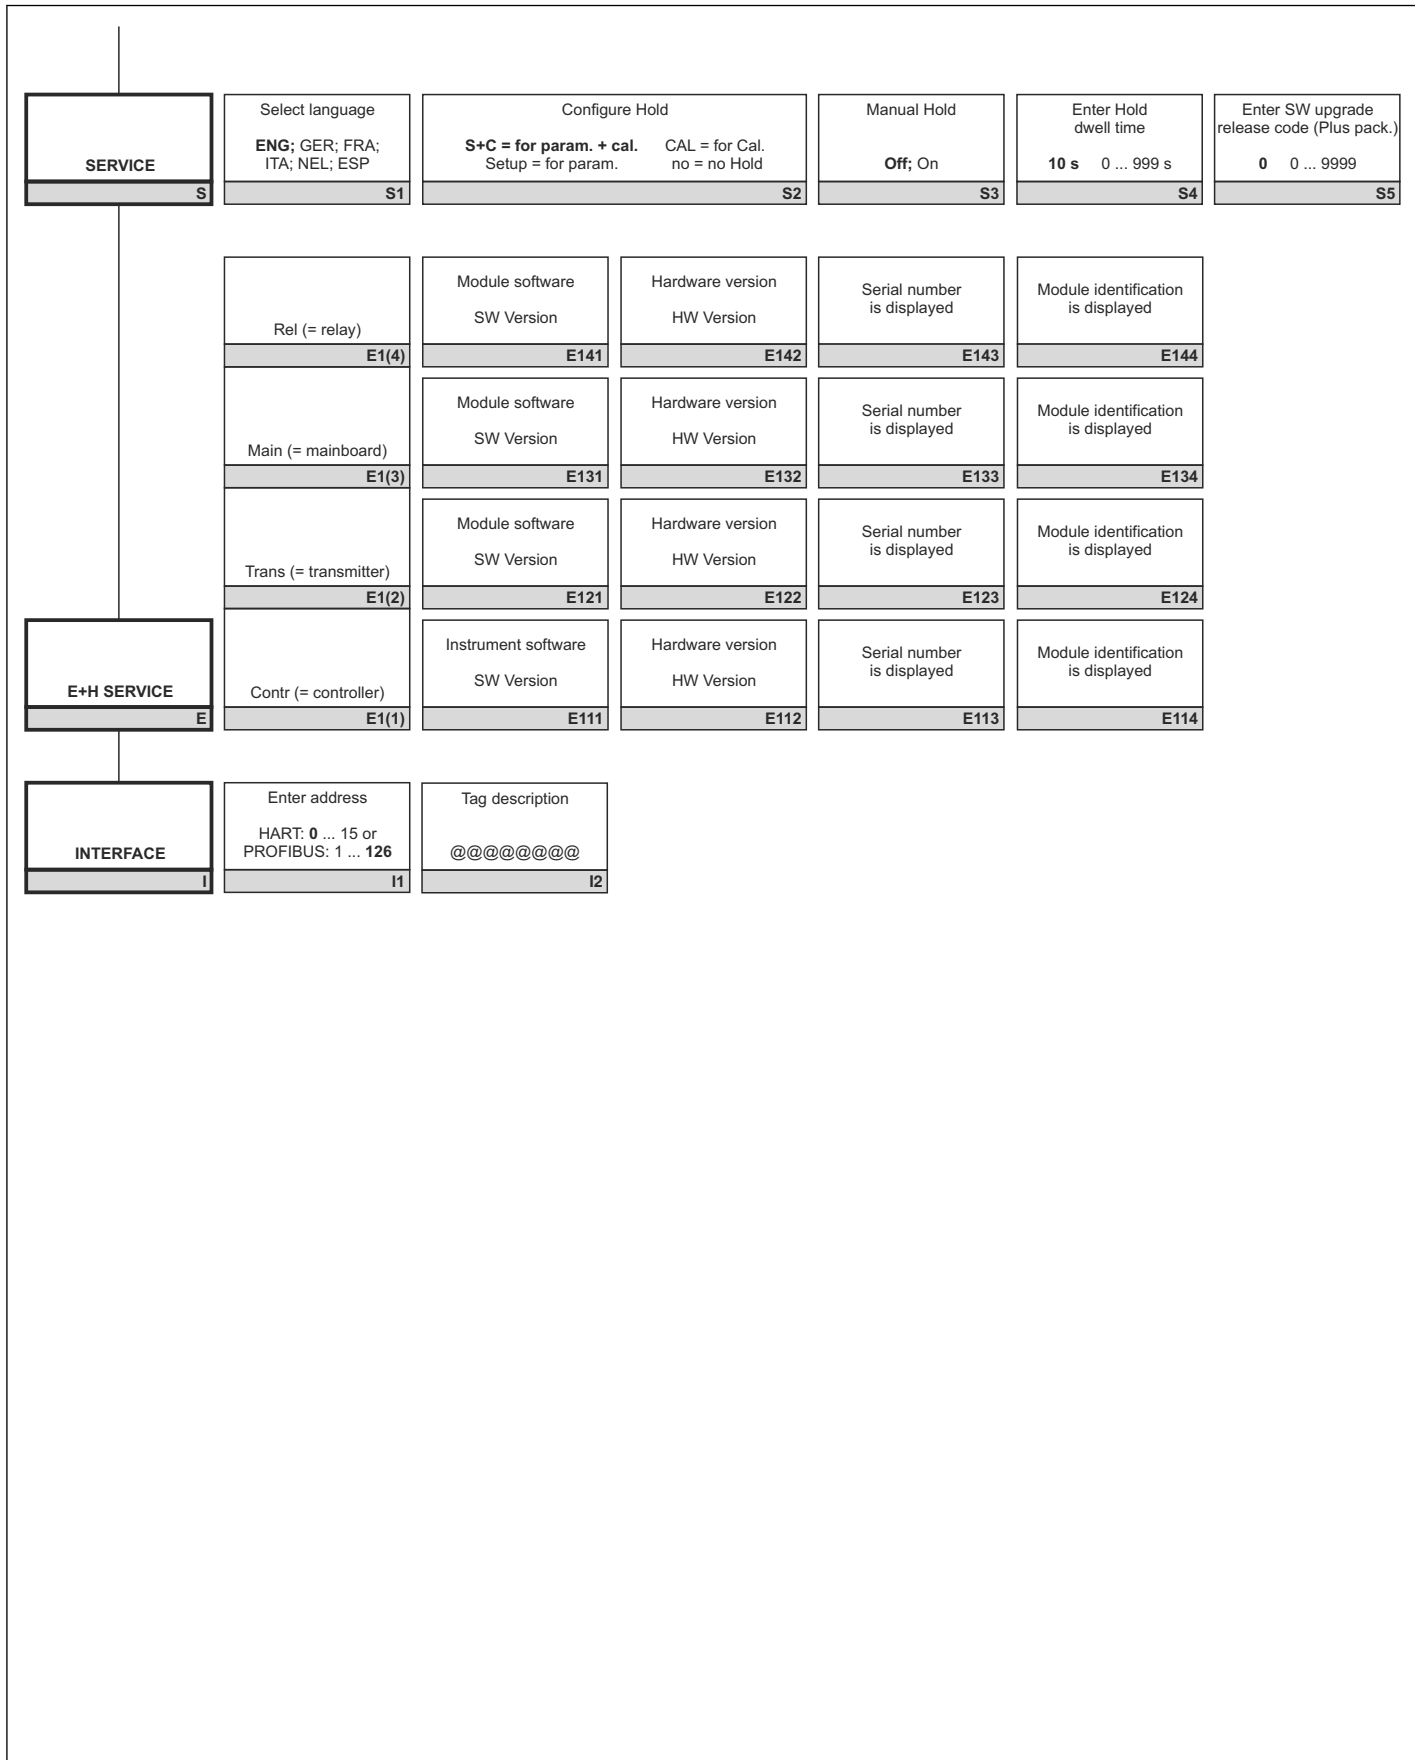 SERVICE
S
Select language
ENG; GER; FRA;
ITA; NEL; ESP
S1
Configure Hold
S+C = for param. + cal. CAL = for Cal.
Setup = for param. no = no Hold
S2
Manual Hold
Off; On
S3
Enter Hold
dwell time
10 s 0 ... 999 s
S4
Enter SW upgrade
release code (Plus pack.)
0 0 ... 9999
S5
Rel (= relay)
E1(4)
Module software
SW Version
E141
Hardware version
HW Version
E142
Serial number
is displayed
E143
Module identification
is displayed
E144
Main (= mainboard)
E1(3)
Module software
SW Version
E131
Hardware version
HW Version
E132
Serial number
is displayed
E133
Module identification
is displayed
E134
Trans (= transmitter)
E1(2)
Module software
SW Version
E121
Hardware version
HW Version
E122
Serial number
is displayed
E123
Module identification
is displayed
E124
E+H SERVICE
E
Contr (= controller)
E1(1)
Instrument software
SW Version
E111
Hardware version
HW Version
E112
Serial number
is displayed
E113
Module identification
is displayed
E114
INTERFACE
I
Enter address
HART: 0 ... 15 or
PROFIBUS: 1 ... 126
I1
Tag description
@@@@@@@@
I2